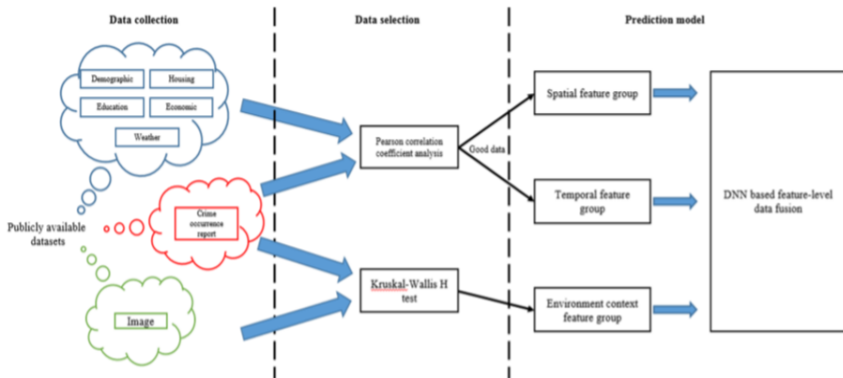 Data collection
Data selection
Prediction model
Demographic
Housing
Education
Economic
Weather
Publicly available
datasets
Crime
occurrence
report
Image
Pearson correlation
coefficient analysis
Good data
Kruskal-Wallis H
test
Spatial feature group
Temporal feature
group
Environment context
feature group
DNN based feature-level
data fusion